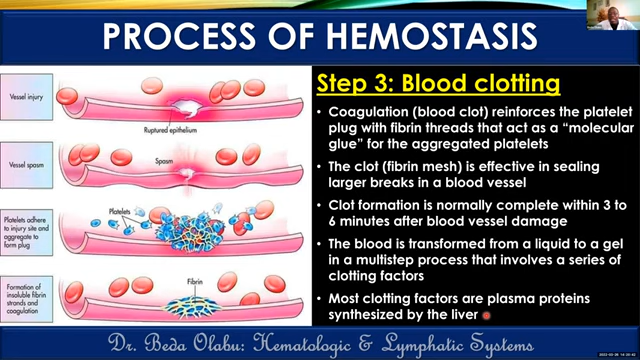 PROCESS OF HEMOSTASIS
Vessel injury
Ruptured epithelium
Vessel spasm
Spasm
Platelets adhere
to injury site and
aggregate to
form plug
Platelets
Formation of
insoluble fibrin
strands and
coagulation
Fibrin
Step 3: Blood clotting
• Coagulation (blood clot) reinforces the platelet
plug with fibrin threads that act as a “molecular
glue” for the aggregated platelets
• The clot (fibrin mesh) is effective in sealing
larger breaks in a blood vessel
• Clot formation is normally complete within 3 to
6 minutes after blood vessel damage
• The blood is transformed from a liquid to a gel
in a multistep process that involves a series of
clotting factors
• Most clotting factors are plasma proteins
synthesized by the liver
Dr. Beda Olabu: Hematologic & Lymphatic Systems